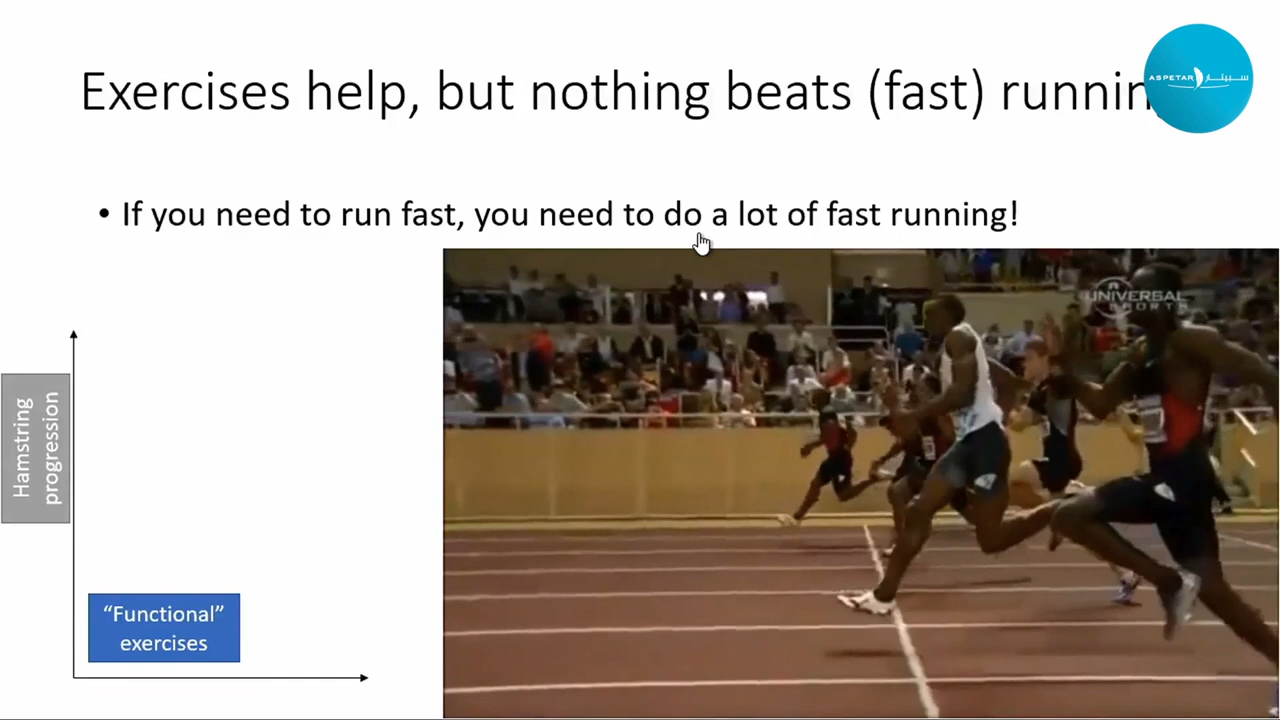 Exercises help, but nothing beats (fast) runnin
ASPETAR سبيتار
• If you need to run fast, you need to do a lot of fast running!
UNIVERSAL
SPORTS
Hamstring
progression
“Functional”
exercises